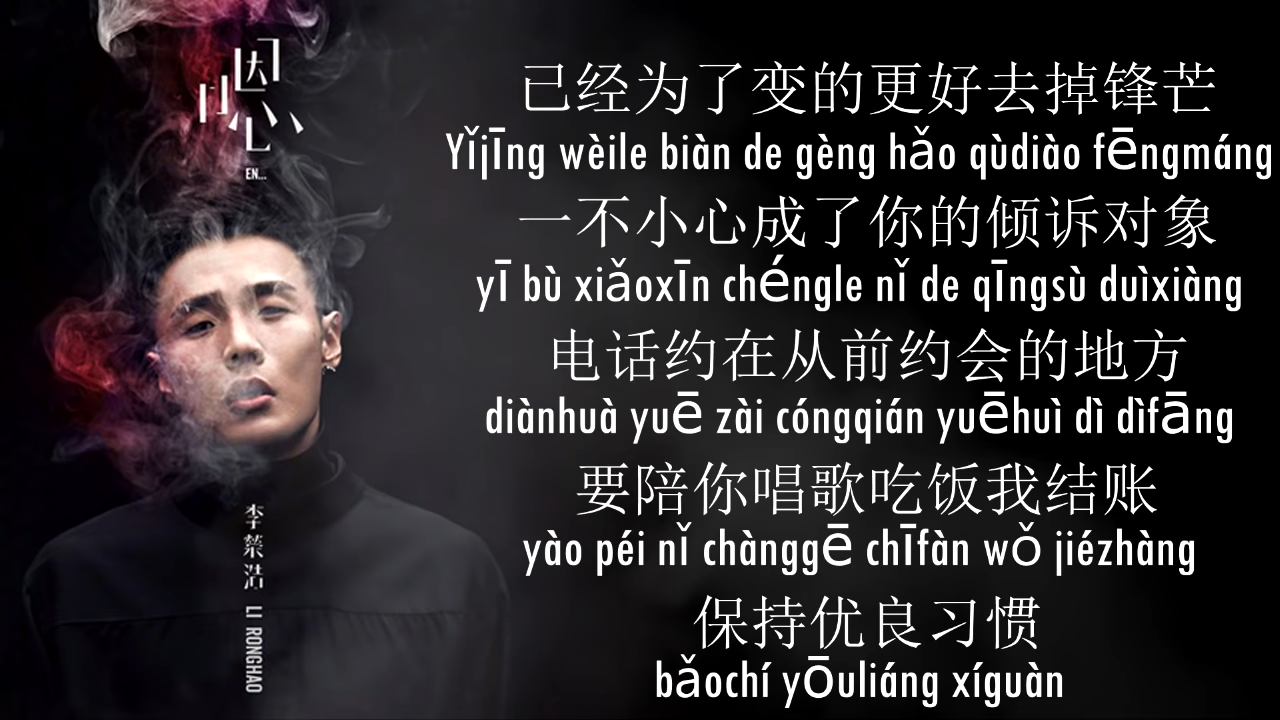 嗯
EN...
李榮浩 LI RONGHAO
已经为了变的更好去掉锋芒
Yǐjīng wèile biàn de gèng hǎo qùdiào fēngmáng
一不小心成了你的倾诉对象
yī bù xiǎoxīn chéngle nǐ de qīngsù duìxiàng
电话约在从前约会的地方
diànhuà yuē zài cóngqián yuēhuì dì dìfāng
要陪你唱歌吃饭我结账
yào péi nǐ chànggē chīfàn wǒ jiézhàng
保持优良习惯
bǎochí yōuliáng xíguàn